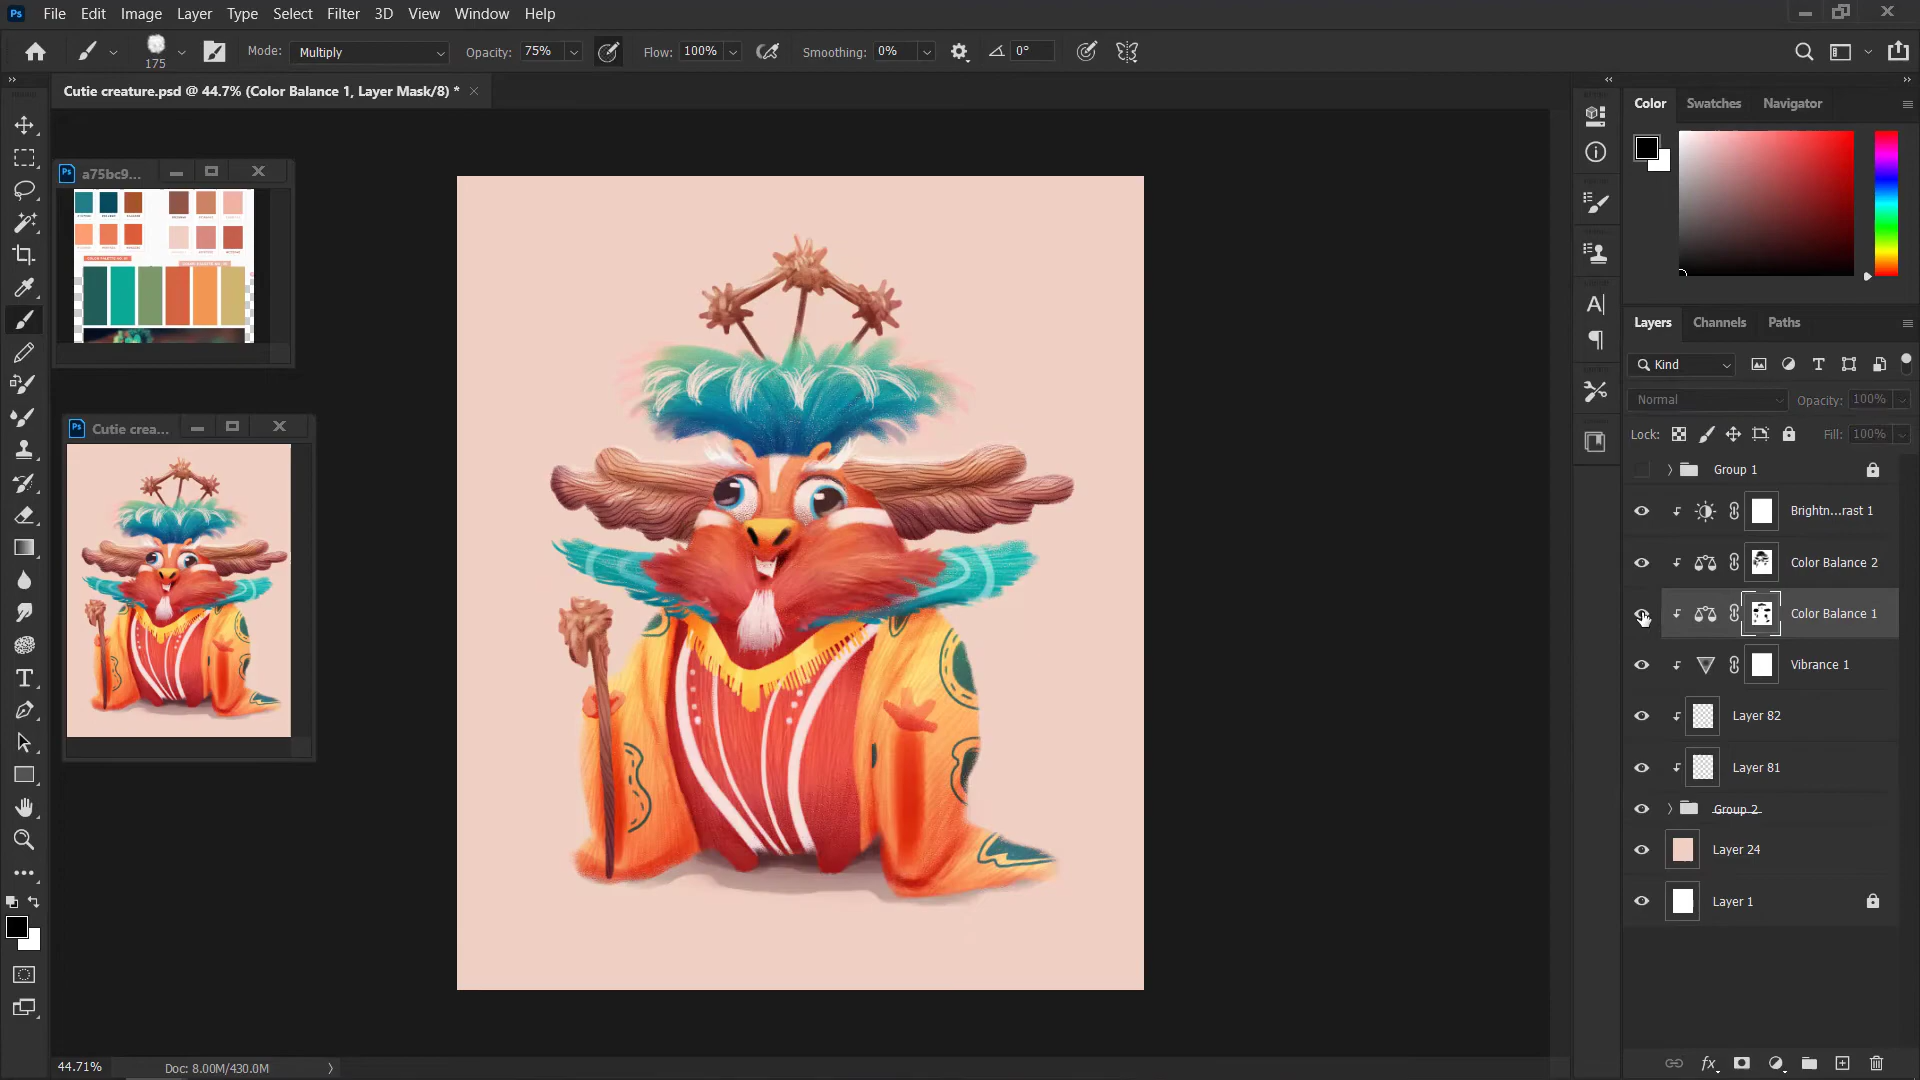 Ps File Edit Image Layer Type Select Filter 3D View Window Help
175 Mode: Multiply Opacity: 75% Flow: 100% Smoothing: 0% 0°
Cutie creature.psd @ 44.7% (Color Balance 1, Layer Mask/8) *
Ps a75bc9...
Ps Cutie crea...
Color Swatches Navigator
Layers Channels Paths
Kind
Normal Opacity: 100%
Lock: Fill: 100%
Group 1
Brightn...rast 1
Color Balance 2
Color Balance 1
Vibrance 1
Layer 82
Layer 81
Group 2
Layer 24
Layer 1
44.71% Doc: 8.00M/430.0M
fx